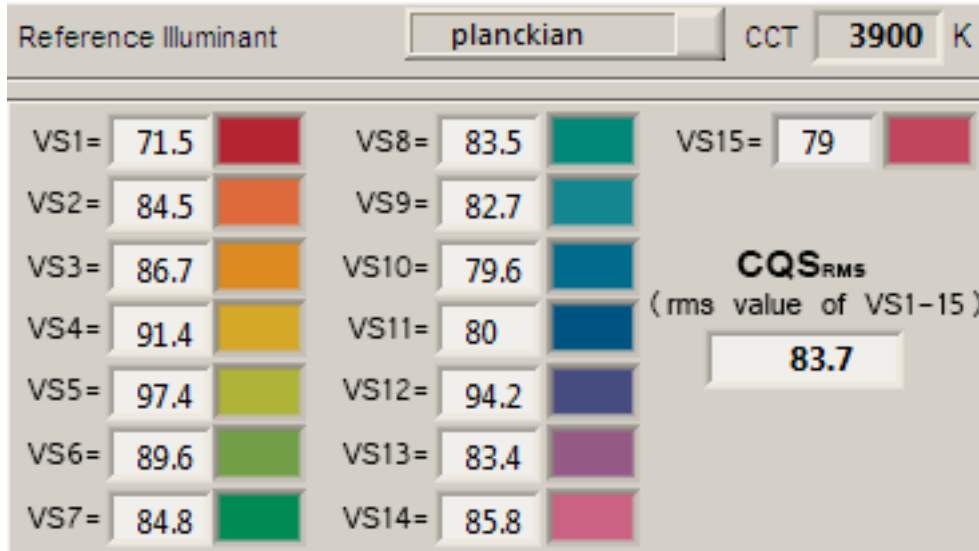 Reference Illuminant planckian CCT 3900 K
VS1= 71.5 VS8= 83.5 VS15= 79
VS2= 84.5 VS9= 82.7
VS3= 86.7 VS10= 79.6 CQSRMS
VS4= 91.4 VS11= 80 (rms value of VS1-15)
VS5= 97.4 VS12= 94.2 83.7
VS6= 89.6 VS13= 83.4
VS7= 84.8 VS14= 85.8